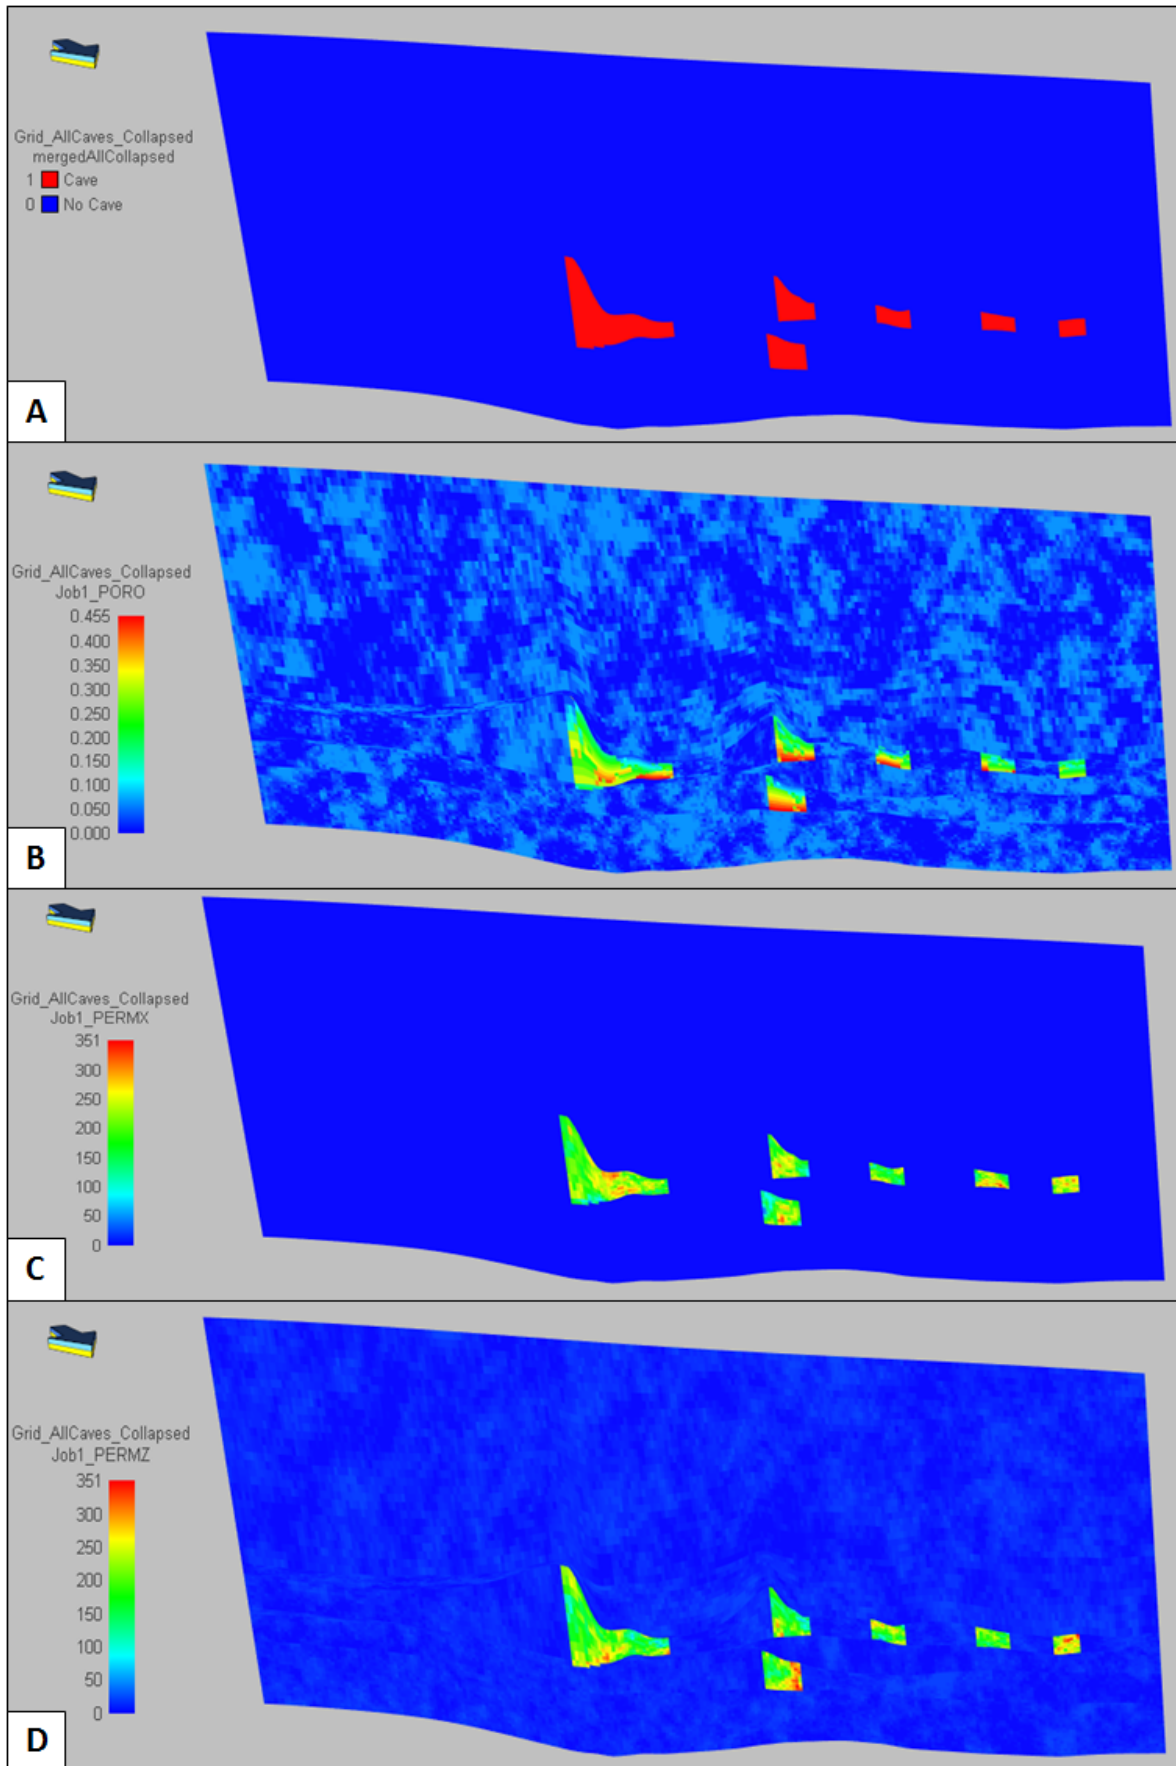 Grid_AllCaves_Collapsed
mergedAllCollapsed
1 Cave
0 No Cave
A
Grid_AllCaves_Collapsed
Job1_PORO
0.455
0.400
0.350
0.300
0.250
0.200
0.150
0.100
0.050
0.000
B
Grid_AllCaves_Collapsed
Job1_PERMX
351
300
250
200
150
100
50
0
C
Grid_AllCaves_Collapsed
Job1_PERMZ
351
300
250
200
150
100
50
0
D